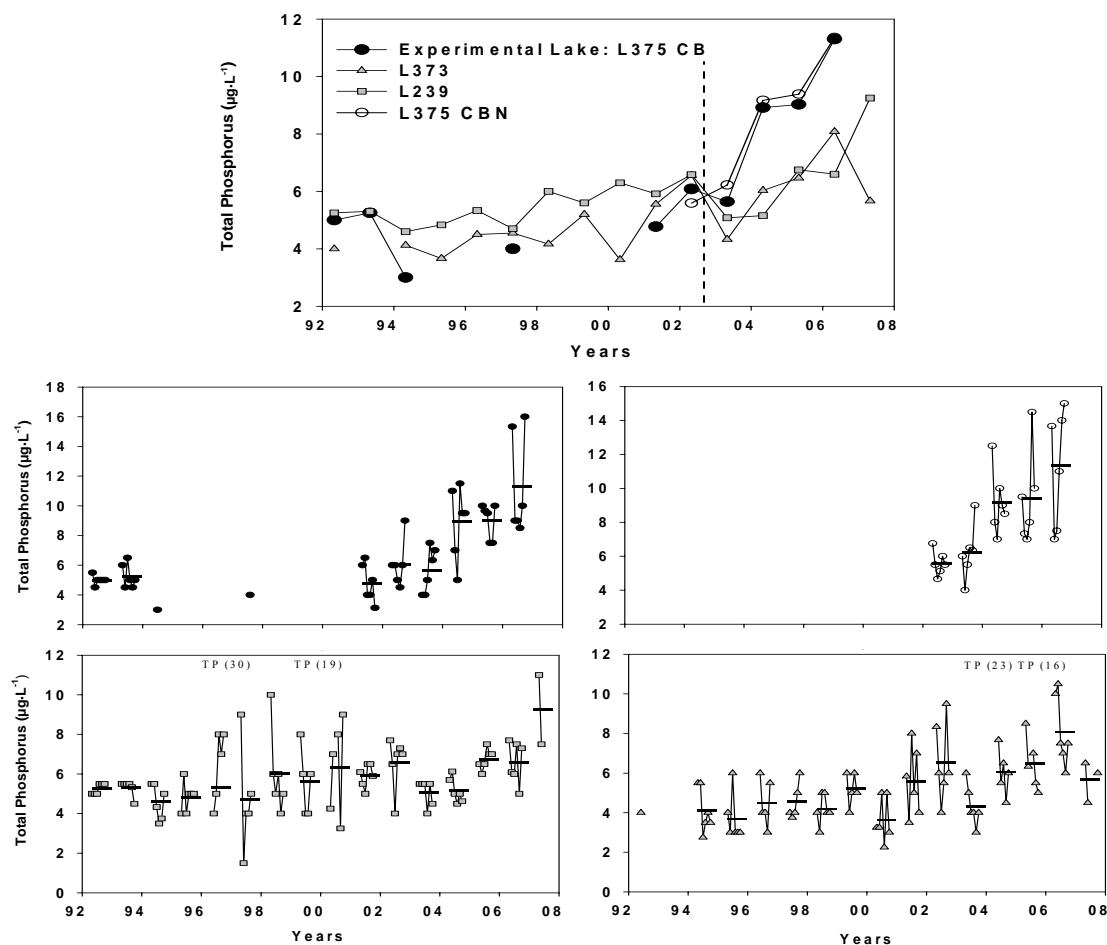 12
10
8
6
4
2
Total Phosphorus (µg·L⁻¹)
Experimental Lake: L375 CB
L373
L239
L375 CBN
92 94 96 98 00 02 04 06 08
Years
18
16
14
12
10
8
6
4
2
Total Phosphorus (µg·L⁻¹)
16
14
12
10
8
6
4
2
12
10
8
6
4
2
0
Total Phosphorus (µg·L⁻¹)
TP (30) TP (19)
92 94 96 98 00 02 04 06 08
Years
12
10
8
6
4
2
0
TP (23) TP (16)
92 94 96 98 00 02 04 06 08
Years